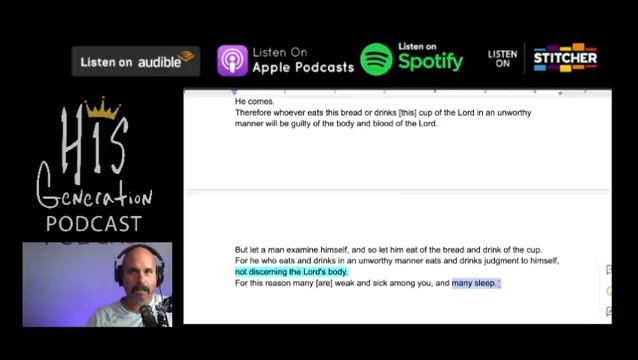 Listen on audible
Listen On
Apple Podcasts
Listen on
Spotify
LISTEN
ON
STITCHER
HIS
Generation
PODCAST
He comes.
Therefore whoever eats this bread or drinks [this] cup of the Lord in an unworthy
manner will be guilty of the body and blood of the Lord.
But let a man examine himself, and so let him eat of the bread and drink of the cup.
For he who eats and drinks in an unworthy manner eats and drinks judgment to himself,
not discerning the Lord's body.
For this reason many [are] weak and sick among you, and many sleep."